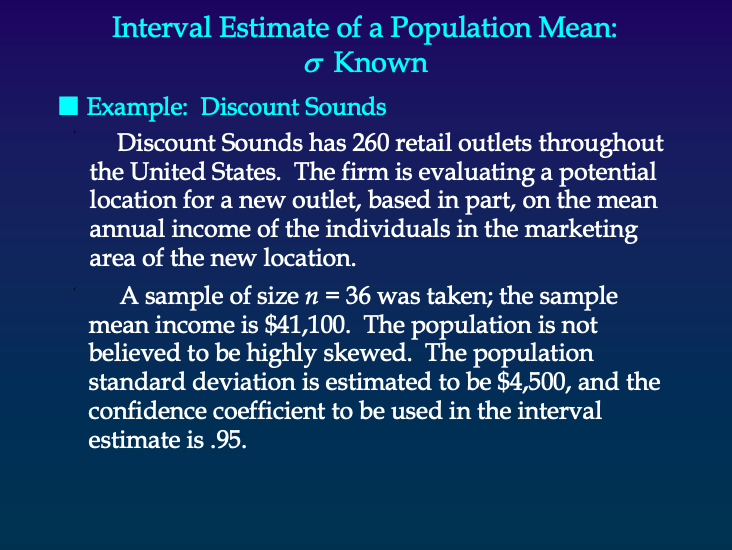 Interval Estimate of a Population Mean:
σ Known
Example: Discount Sounds
Discount Sounds has 260 retail outlets throughout
the United States. The firm is evaluating a potential
location for a new outlet, based in part, on the mean
annual income of the individuals in the marketing
area of the new location.
A sample of size n = 36 was taken; the sample
mean income is $41,100. The population is not
believed to be highly skewed. The population
standard deviation is estimated to be $4,500, and the
confidence coefficient to be used in the interval
estimate is .95.